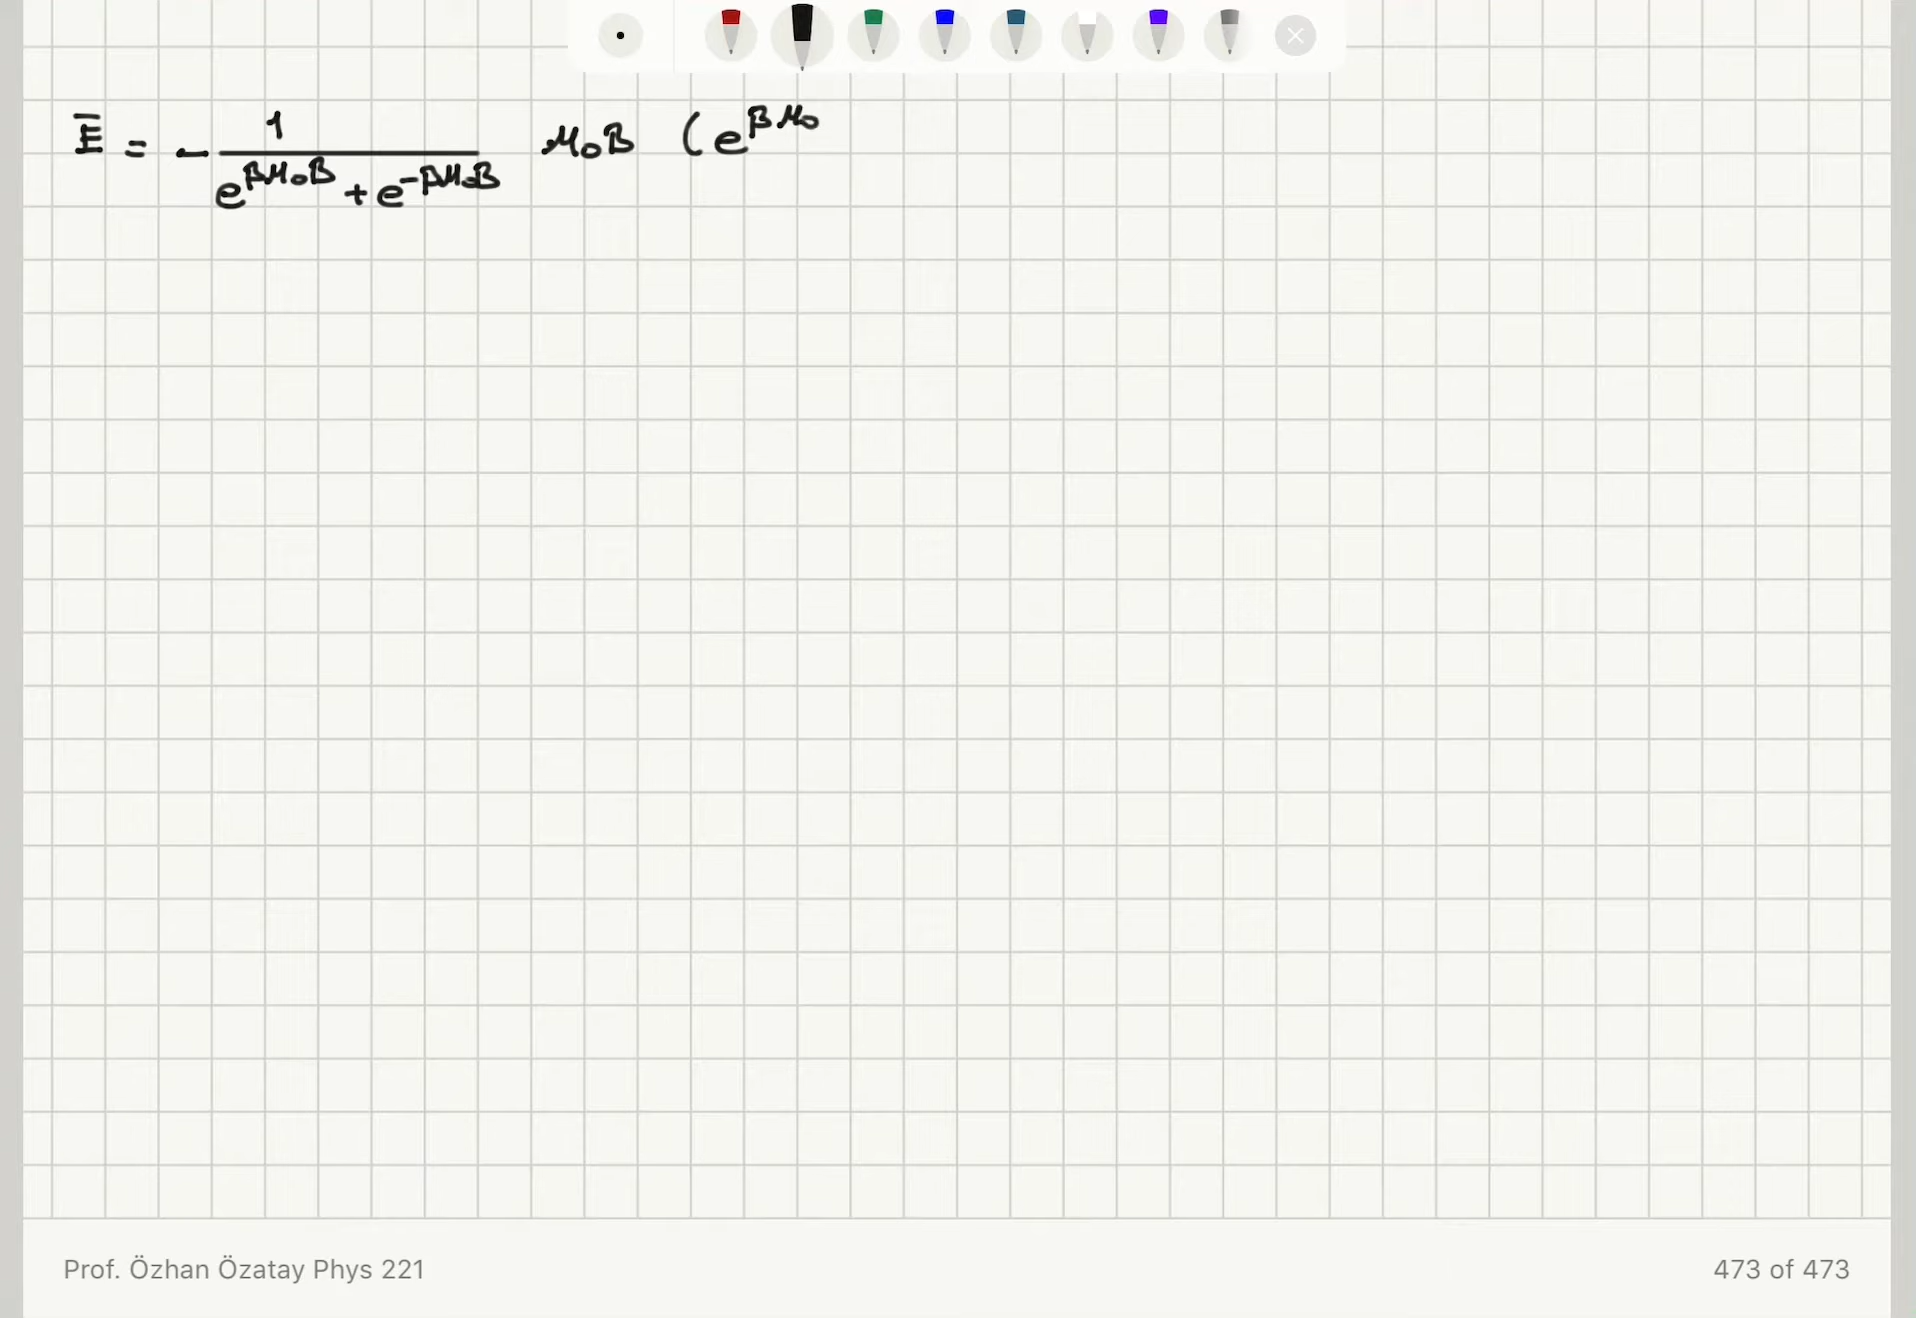 Ē = - 1 / (e^{βμ₀B} + e^{-βμ₀B}) μ₀B (e^{βμ₀
Prof. Özhan Özatay Phys 221
473 of 473